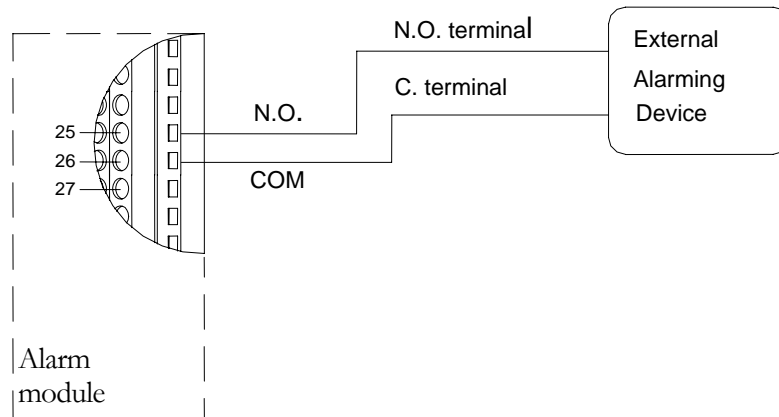 N.O. terminal
External
Alarming
Device
C. terminal
N.O.
COM
25
26
27
Alarm
module